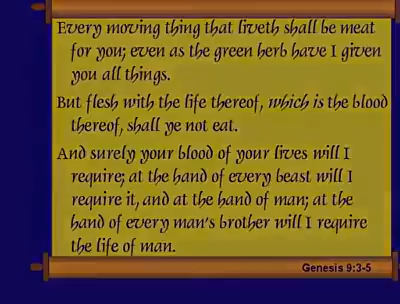 Every moving thing that liveth shall be meat
for you; even as the green herb have I given
you all things.
But flesh with the life thereof, which is the blood
thereof, shall ye not eat.
And surely your blood of your lives will I
require; at the hand of every beast will I
require it, and at the hand of man; at the
hand of every man's brother will I require
the life of man.
Genesis 9:3-5